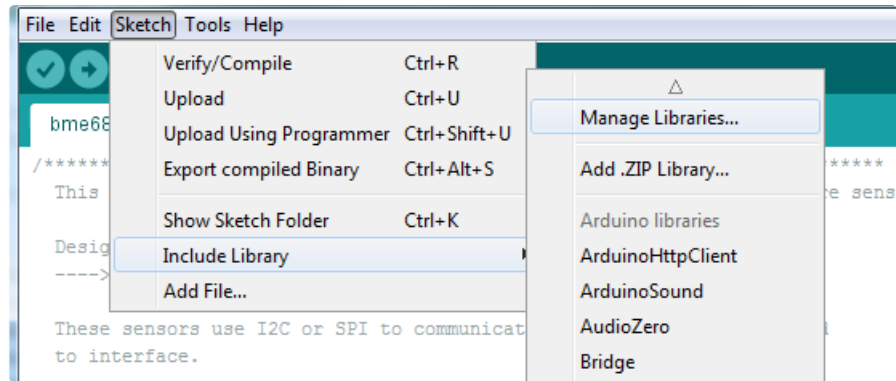 File Edit Sketch Tools Help
Verify/Compile Ctrl+R
Upload Ctrl+U
Upload Using Programmer Ctrl+Shift+U
Export compiled Binary Ctrl+Alt+S
Show Sketch Folder Ctrl+K
Include Library
Add File...
Manage Libraries...
Add .ZIP Library...
Arduino libraries
ArduinoHttpClient
ArduinoSound
AudioZero
Bridge
bme68
/****** *****
This re sens
Desig
---->
These sensors use I2C or SPI to communicat
to interface.